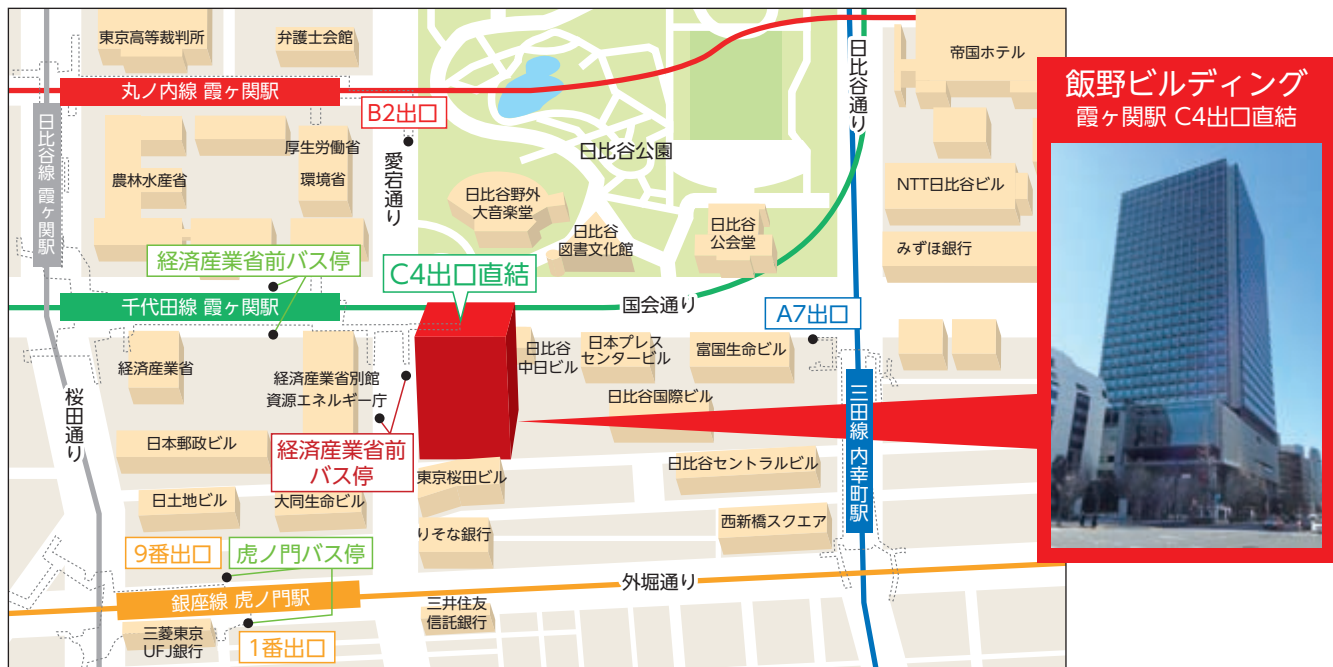 東京高等裁判所
弁護士会館
帝国ホテル
丸ノ内線 霞ヶ関駅
B2出口
日比谷通り
飯野ビルディング
霞ヶ関駅 C4出口直結
日比谷線 霞ヶ関駅
厚生労働省
環境省
農林水産省
愛宕通り
日比谷公園
日比谷野外
大音楽堂
日比谷
図書文化館
日比谷
公会堂
NTT日比谷ビル
みずほ銀行
経済産業省前バス停
C4出口直結
千代田線 霞ヶ関駅
国会通り
A7出口
経済産業省
経済産業省別館
資源エネルギー庁
日比谷
中日ビル
日本プレス
センタービル
富国生命ビル
日比谷国際ビル
三田線 内幸町駅
桜田通り
日本郵政ビル
経済産業省前
バス停
東京桜田ビル
日比谷セントラルビル
日土地ビル
大同生命ビル
りそな銀行
西新橋スクエア
9番出口
虎ノ門バス停
外堀通り
銀座線 虎ノ門駅
三菱東京
UFJ銀行
1番出口
三井住友
信託銀行